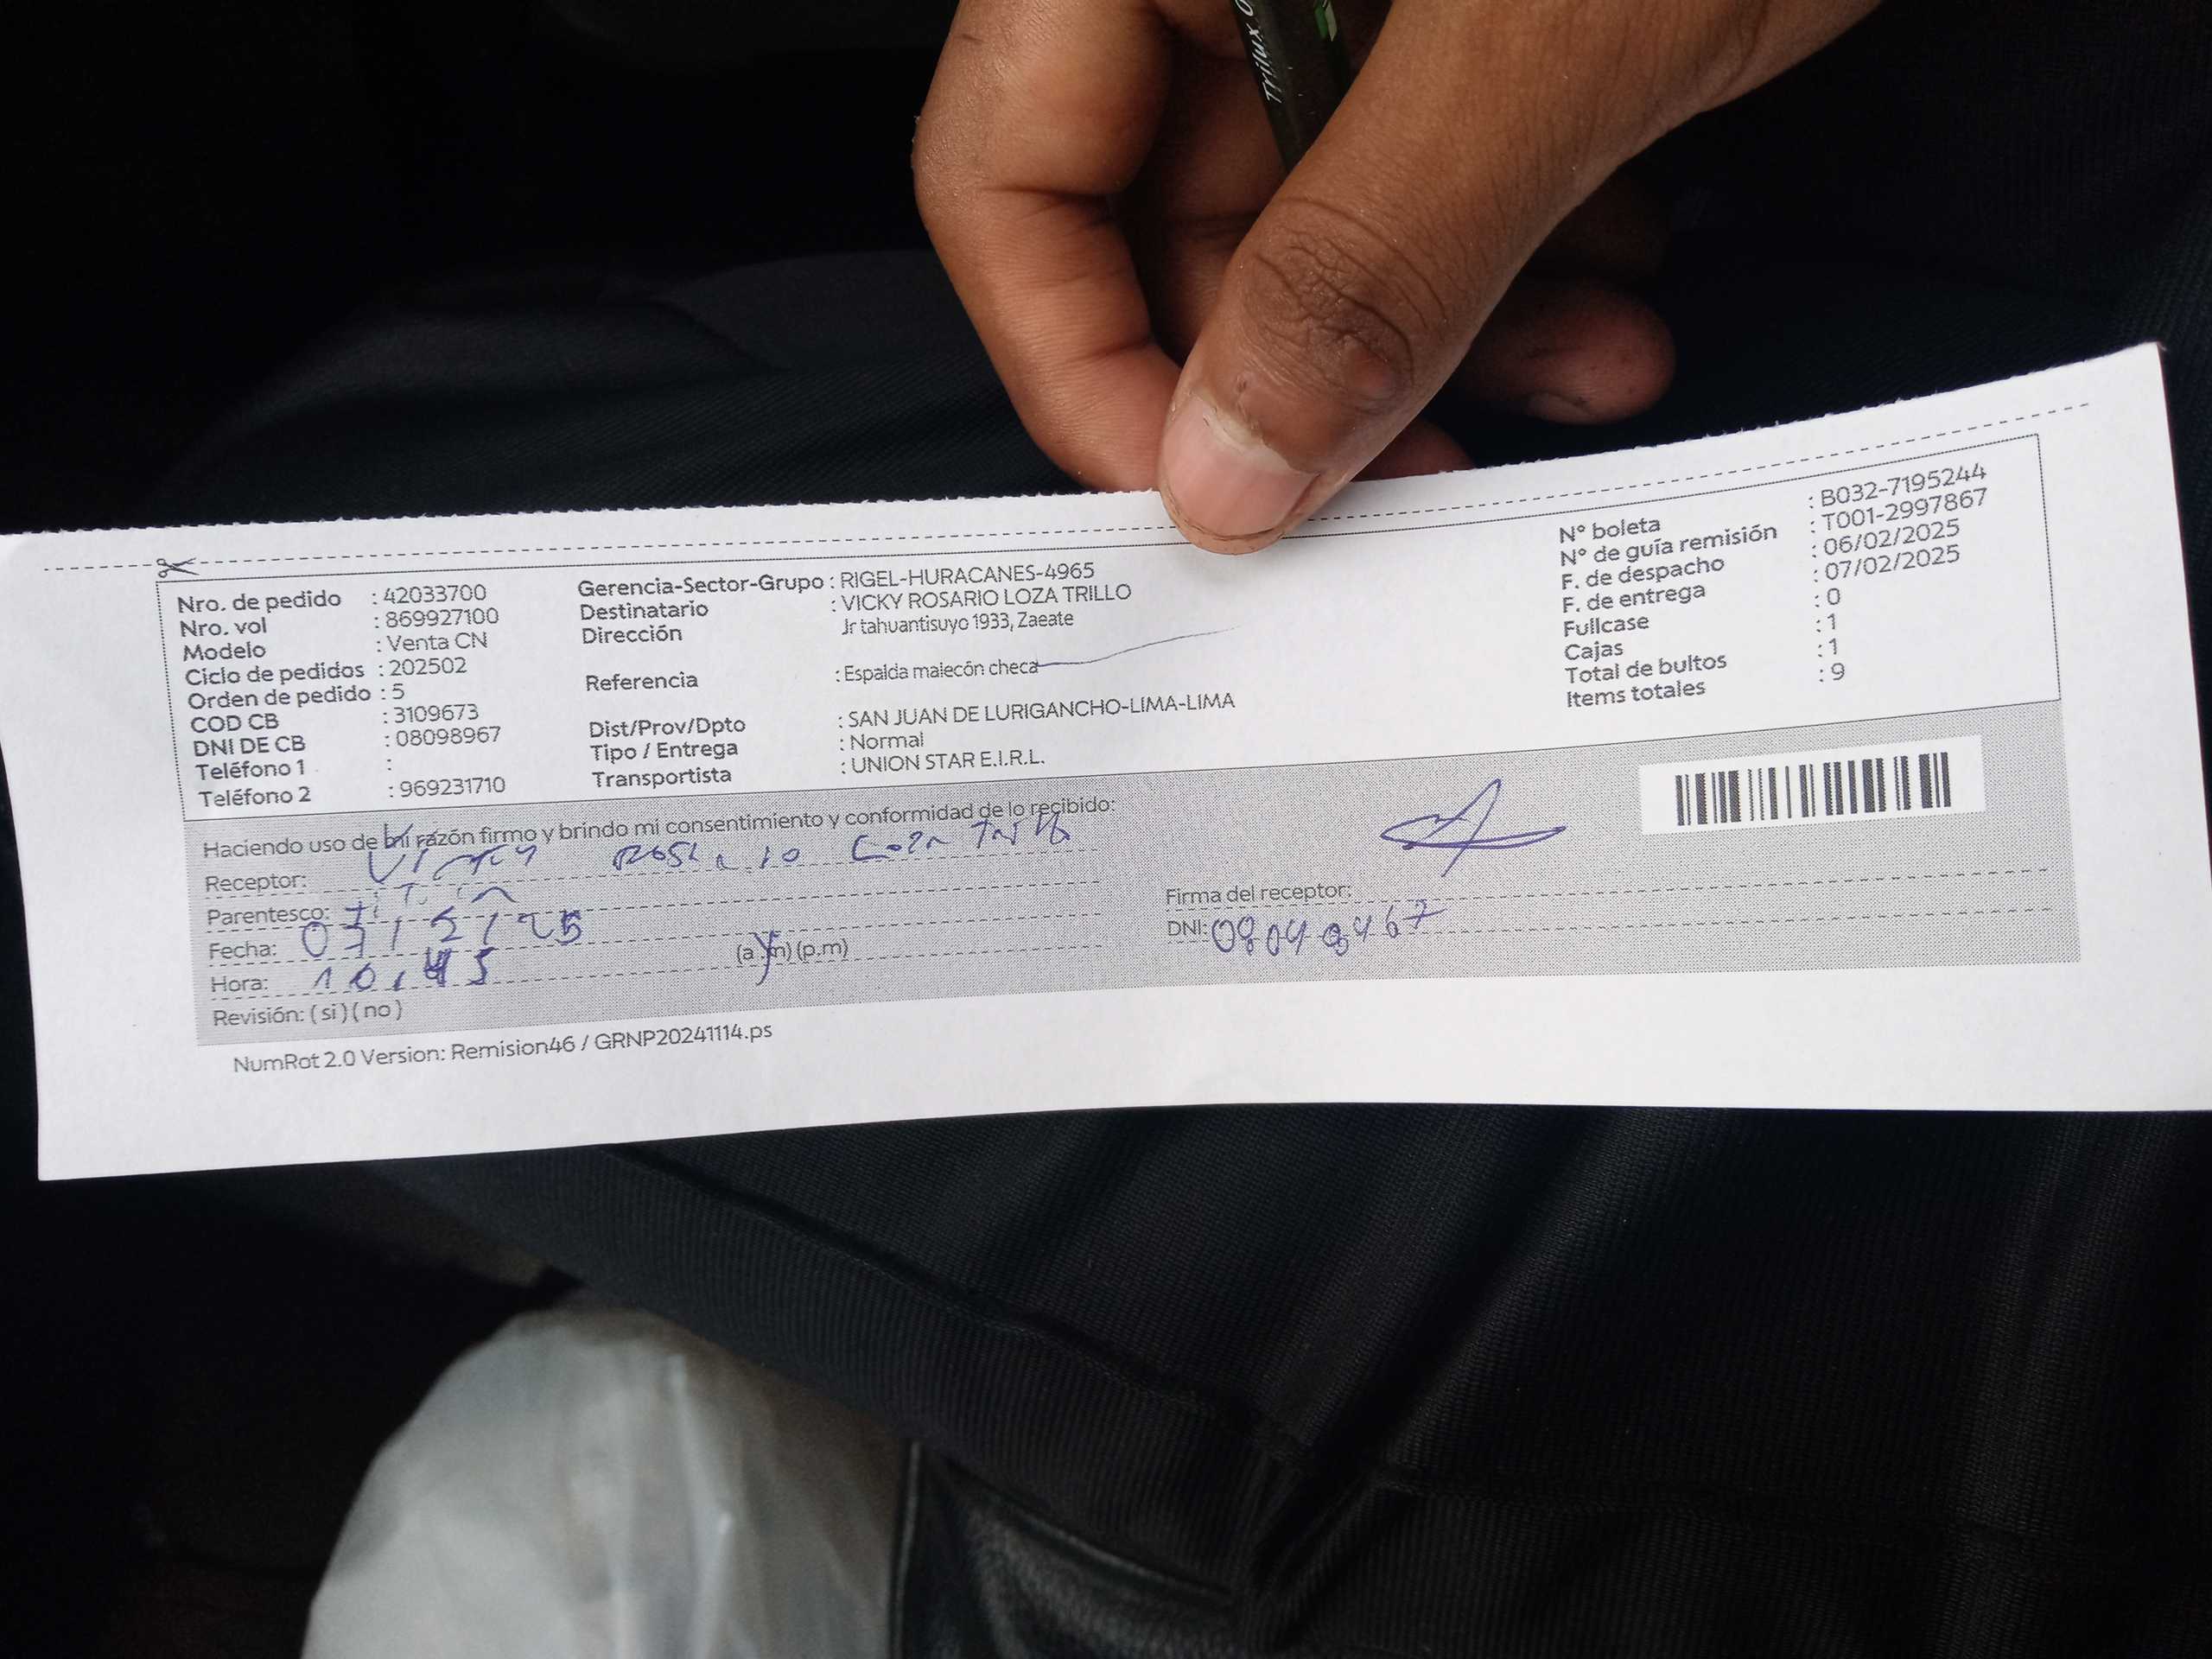 Trilux
Nro. de pedido : 42033700
Nro. vol : 869927100
Modelo : Venta CN
Ciclo de pedidos : 202502
Orden de pedido : 5
COD CB : 3109673
DNI DE CB : 08098967
Teléfono 1 :
Teléfono 2 : 969231710
Gerencia-Sector-Grupo : RIGEL-HURACANES-4965
Destinatario : VICKY ROSARIO LOZA TRILLO
Dirección Jr tahuantisuyo 1933, Zaeate
Referencia : Espalda malecón checa
Dist/Prov/Dpto : SAN JUAN DE LURIGANCHO-LIMA-LIMA
Tipo / Entrega : Normal
Transportista : UNION STAR E.I.R.L.
N° boleta : B032-7195244
N° de guía remisión : T001-2997867
F. de despacho : 06/02/2025
F. de entrega : 07/02/2025
Fullcase : 0
Cajas : 1
Total de bultos : 1
Items totales : 9
Haciendo uso de mi razón firmo y brindo mi consentimiento y conformidad de lo recibido:
Receptor: Vicky Rosario Loza Trillo
Parentesco:
Fecha: 07/2/25
Hora: 10:45 (a.m) (p.m)
Revisión: ( si ) ( no )
Firma del receptor:
DNI:
NumRot 2.0 Version: Remision46 / GRNP20241114.ps